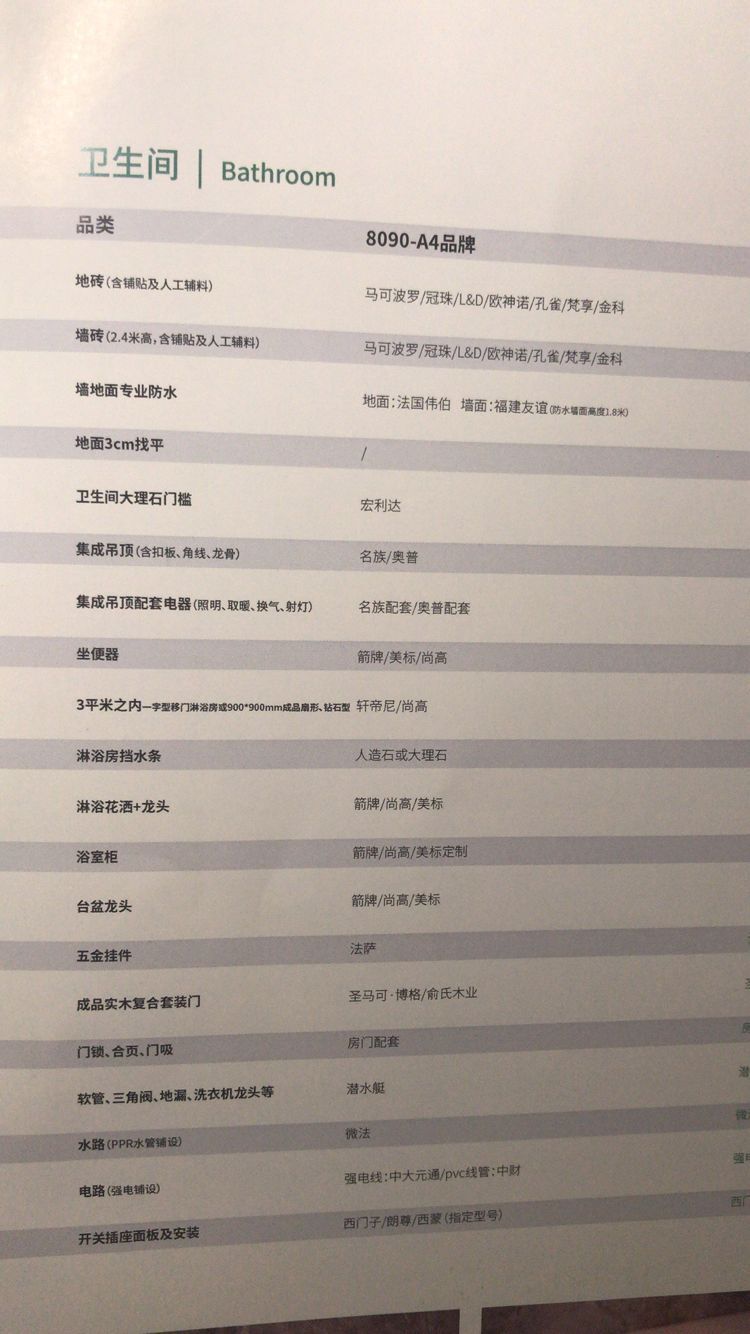 卫生间 | Bathroom
品类 8090-A4品牌
地砖(含铺贴及人工辅料) 马可波罗/冠珠/L&D/欧神诺/孔雀/梵享/金科
墙砖(2.4米高,含铺贴及人工辅料) 马可波罗/冠珠/L&D/欧神诺/孔雀/梵享/金科
墙地面专业防水 地面:法国伟伯 墙面:福建友谊(防水墙面高度1.8米)
地面3cm找平 /
卫生间大理石门槛 宏利达
集成吊顶(含扣板、角线、龙骨) 名族/奥普
集成吊顶配套电器(照明、取暖、换气、射灯) 名族配套/奥普配套
坐便器 箭牌/美标/尚高
3平米之内一字型移门淋浴房或900*900mm成品扇形、钻石型 轩帝尼/尚高
淋浴房挡水条 人造石或大理石
淋浴花洒+龙头 箭牌/尚高/美标
浴室柜 箭牌/尚高/美标定制
台盆龙头 箭牌/尚高/美标
五金挂件 法萨
成品实木复合套装门 圣马可·博格/俞氏木业
门锁、合页、门吸 房门配套
软管、三角阀、地漏、洗衣机龙头等 潜水艇
水路(PPR水管铺设) 微法
电路(强电铺设) 强电线:中大元通/pvc线管:中财
开关插座面板及安装 西门子/朗尊/西蒙(指定型号)